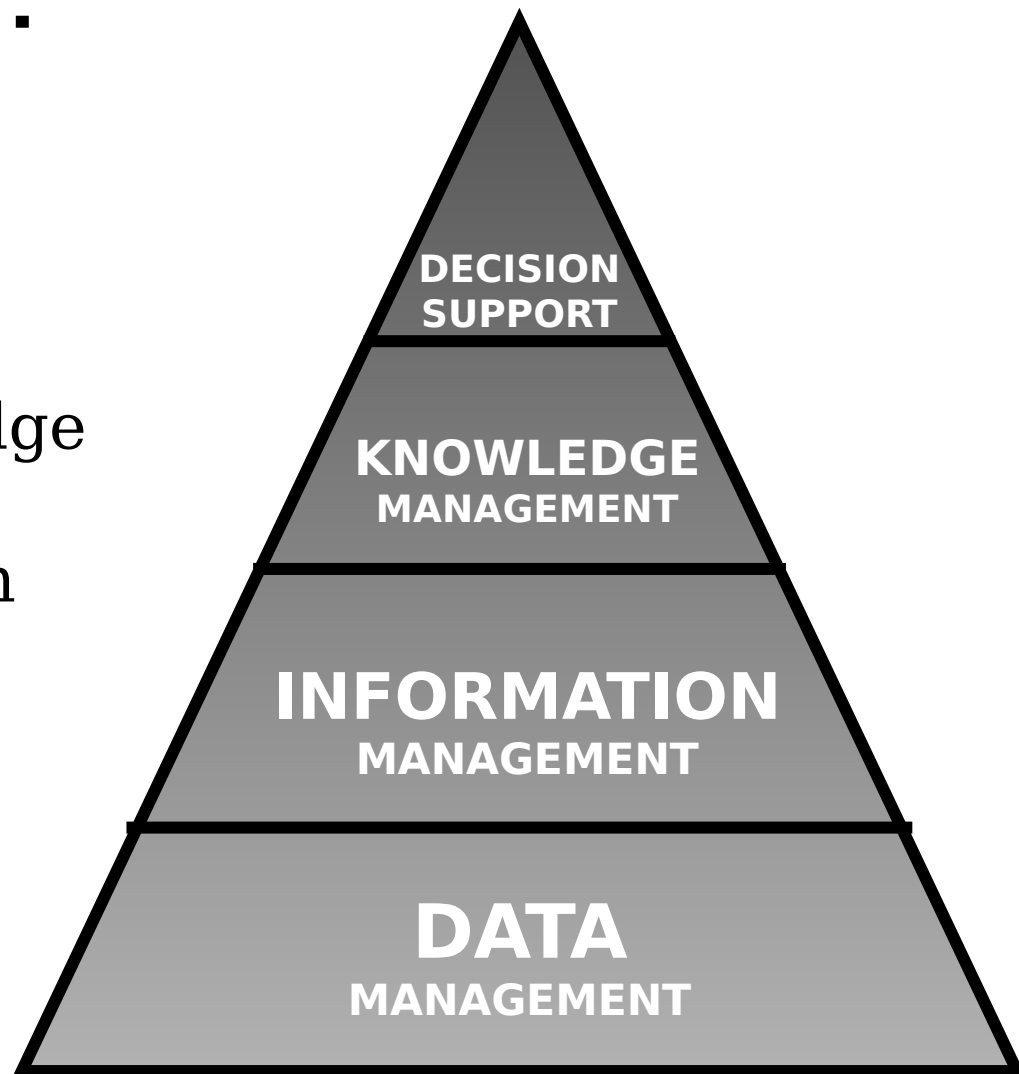 DECISION
SUPPORT
KNOWLEDGE
MANAGEMENT
INFORMATION
MANAGEMENT
DATA
MANAGEMENT